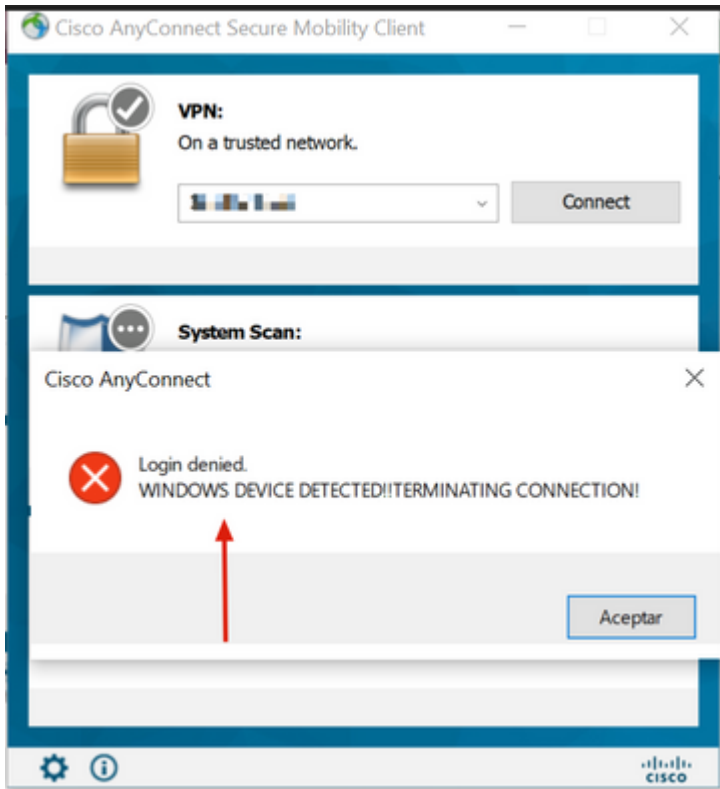 Cisco AnyConnect Secure Mobility Client
VPN:
On a trusted network.
Connect
System Scan:
Cisco AnyConnect
Login denied.
WINDOWS DEVICE DETECTED!!TERMINATING CONNECTION!
Aceptar
CISCO